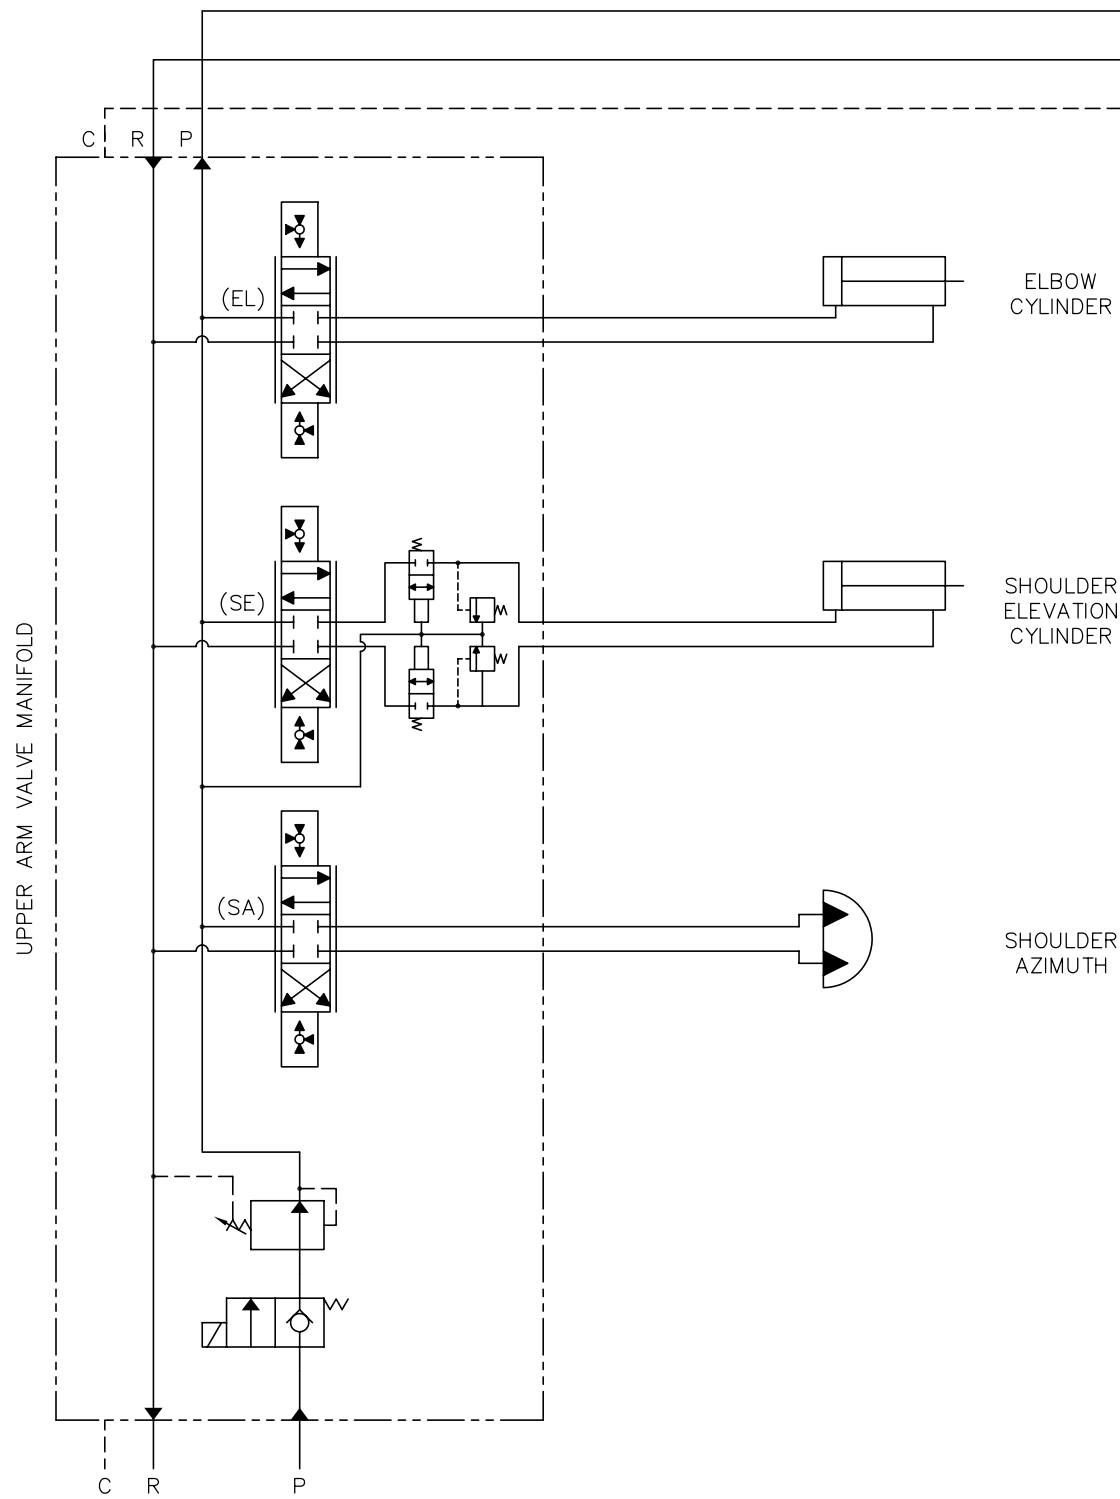 C R P
(EL)
ELBOW
CYLINDER
(SE)
SHOULDER
ELEVATION
CYLINDER
UPPER ARM VALVE MANIFOLD
(SA)
SHOULDER
AZIMUTH
C R P